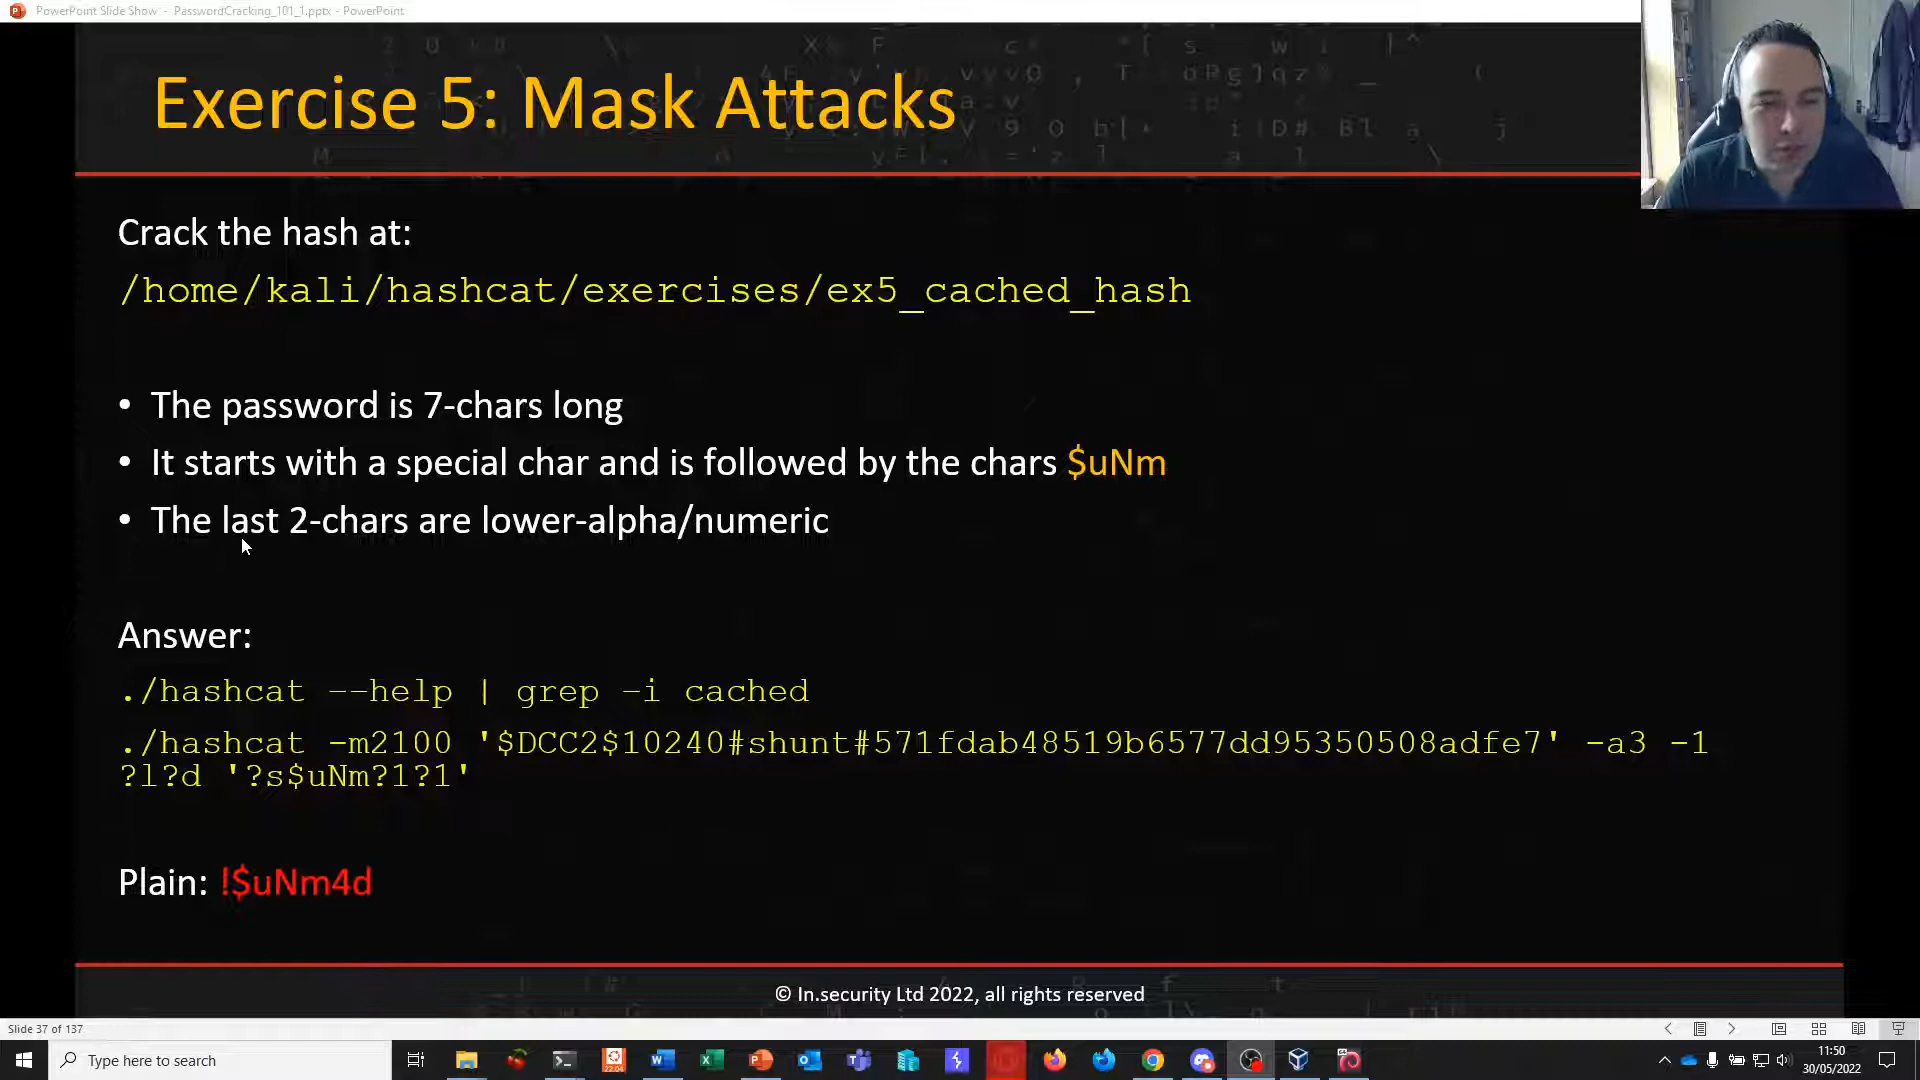 PowerPoint Slide Show - PasswordCracking_101_1.pptx - PowerPoint
Exercise 5: Mask Attacks
Crack the hash at:
/home/kali/hashcat/exercises/ex5_cached_hash
• The password is 7-chars long
• It starts with a special char and is followed by the chars $uNm
• The last 2-chars are lower-alpha/numeric
Answer:
./hashcat --help | grep -i cached
./hashcat -m2100 '$DCC2$10240#shunt#571fdab48519b6577dd95350508adfe7' -a3 -1
?l?d '?s$uNm?1?1'
Plain: !$uNm4d
© In.security Ltd 2022, all rights reserved
Slide 37 of 137
Type here to search
22.04
11:50
30/05/2022